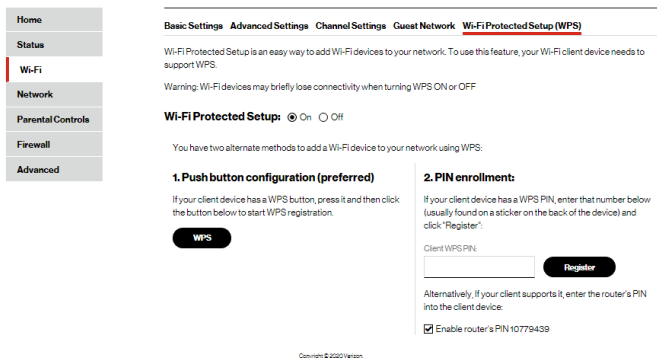 Home
Status
Wi-Fi
Network
Parental Controls
Firewall
Advanced
Basic Settings Advanced Settings Channel Settings Guest Network Wi-Fi Protected Setup (WPS)
Wi-Fi Protected Setup is an easy way to add Wi-Fi devices to your network. To use this feature, your Wi-Fi client device needs to
support WPS.
Warning: Wi-Fi devices may briefly lose connectivity when turning WPS ON or OFF
Wi-Fi Protected Setup: On Off
You have two alternate methods to add a Wi-Fi device to your network using WPS:
1. Push button configuration (preferred)
If your client device has a WPS button, press it and then click
the button below to start WPS registration.
WPS
2. PIN enrollment:
If your client device has a WPS PIN, enter that number below
(usually found on a sticker on the back of the device) and
click "Register":
Client WPS PIN:
Register
Alternatively, If your client supports it, enter the router's PIN
into the client device:
Enable router's PIN 10779439
Copyright © 2020 Verizon.